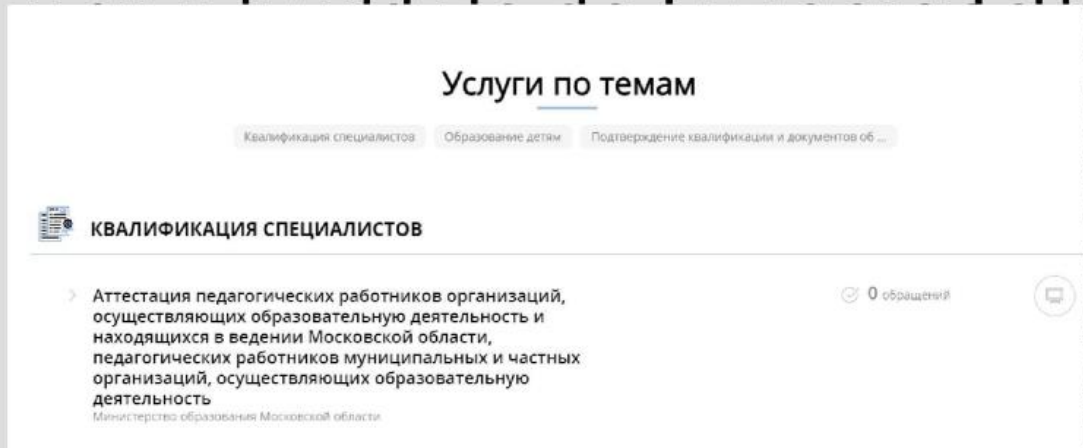 Услуги по темам
Квалификация специалистов
Образование детям
Подтверждение квалификации и документов об ...
КВАЛИФИКАЦИЯ СПЕЦИАЛИСТОВ
Аттестация педагогических работников организаций,
осуществляющих образовательную деятельность и
находящихся в ведении Московской области,
педагогических работников муниципальных и частных
организаций, осуществляющих образовательную
деятельность
0 обращений
Министерство образования Московской области